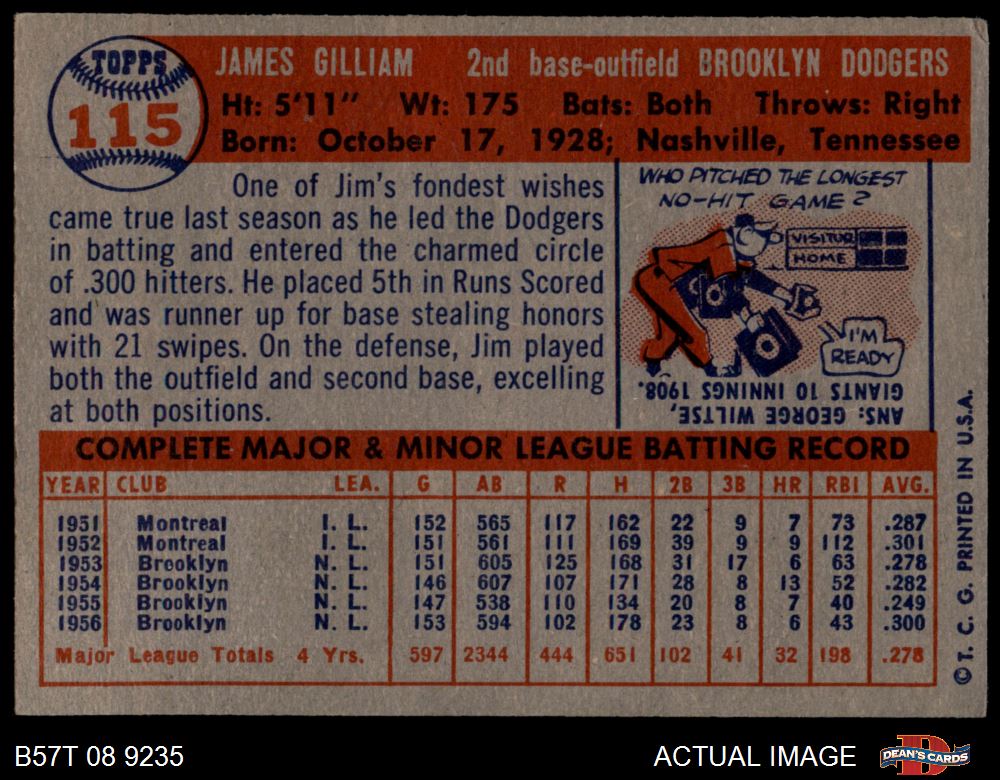 TOPPS
115
JAMES GILLIAM 2nd base-outfield BROOKLYN DODGERS
Ht: 5'11" Wt: 175 Bats: Both Throws: Right
Born: October 17, 1928; Nashville, Tennessee
One of Jim's fondest wishes
came true last season as he led the Dodgers
in batting and entered the charmed circle
of .300 hitters. He placed 5th in Runs Scored
and was runner up for base stealing honors
with 21 swipes. On the defense, Jim played
both the outfield and second base, excelling
at both positions.
WHO PITCHED THE LONGEST
NO-HIT GAME?
VISITOR
HOME
I'M
READY
ANS: GEORGE WILTSE,
GIANTS 10 INNINGS 1908.
COMPLETE MAJOR & MINOR LEAGUE BATTING RECORD
YEAR CLUB LEA. G AB R H 2B 3B HR RBI AVG.
1951 Montreal I. L. 152 565 117 162 22 9 7 73 .287
1952 Montreal I. L. 151 561 111 169 39 9 9 112 .301
1953 Brooklyn N. L. 151 605 125 168 31 17 6 63 .278
1954 Brooklyn N. L. 146 607 107 171 28 8 13 52 .282
1955 Brooklyn N. L. 147 538 110 134 20 8 7 40 .249
1956 Brooklyn N. L. 153 594 102 178 23 8 6 43 .300
Major League Totals 4 Yrs. 597 2344 444 651 102 41 32 198 .278
© T. C. G. PRINTED IN U.S.A.
B57T 08 9235
ACTUAL IMAGE
D
DEAN'S CARDS